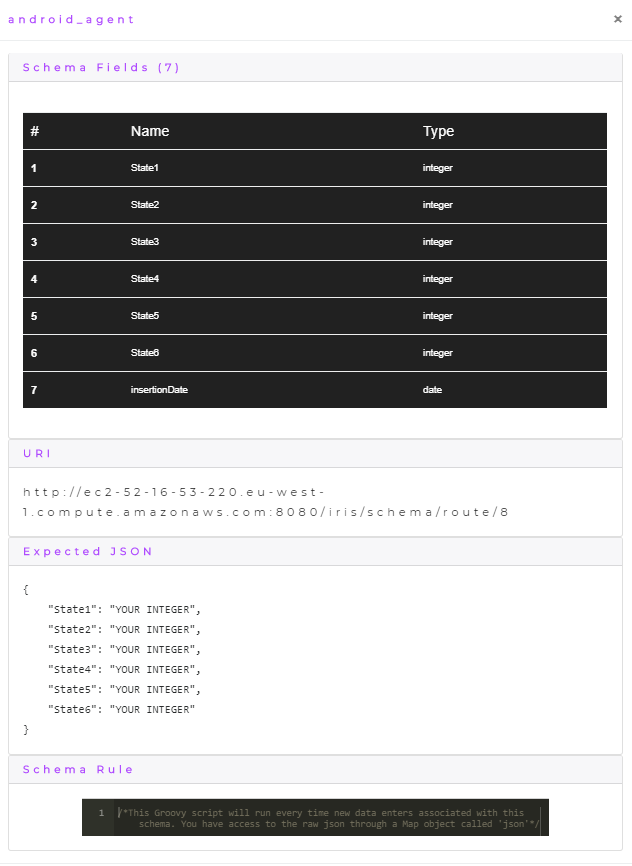 android_agent ×
Schema Fields (7)
# Name Type
1 State1 integer
2 State2 integer
3 State3 integer
4 State4 integer
5 State5 integer
6 State6 integer
7 insertionDate date
URI
http://ec2-52-16-53-220.eu-west-
1.compute.amazonaws.com:8080/iris/schema/route/8
Expected JSON
{
    "State1": "YOUR INTEGER",
    "State2": "YOUR INTEGER",
    "State3": "YOUR INTEGER",
    "State4": "YOUR INTEGER",
    "State5": "YOUR INTEGER",
    "State6": "YOUR INTEGER"
}
Schema Rule
1 /*This Groovy script will run every time new data enters associated with this
schema. You have access to the raw json through a Map object called 'json'*/